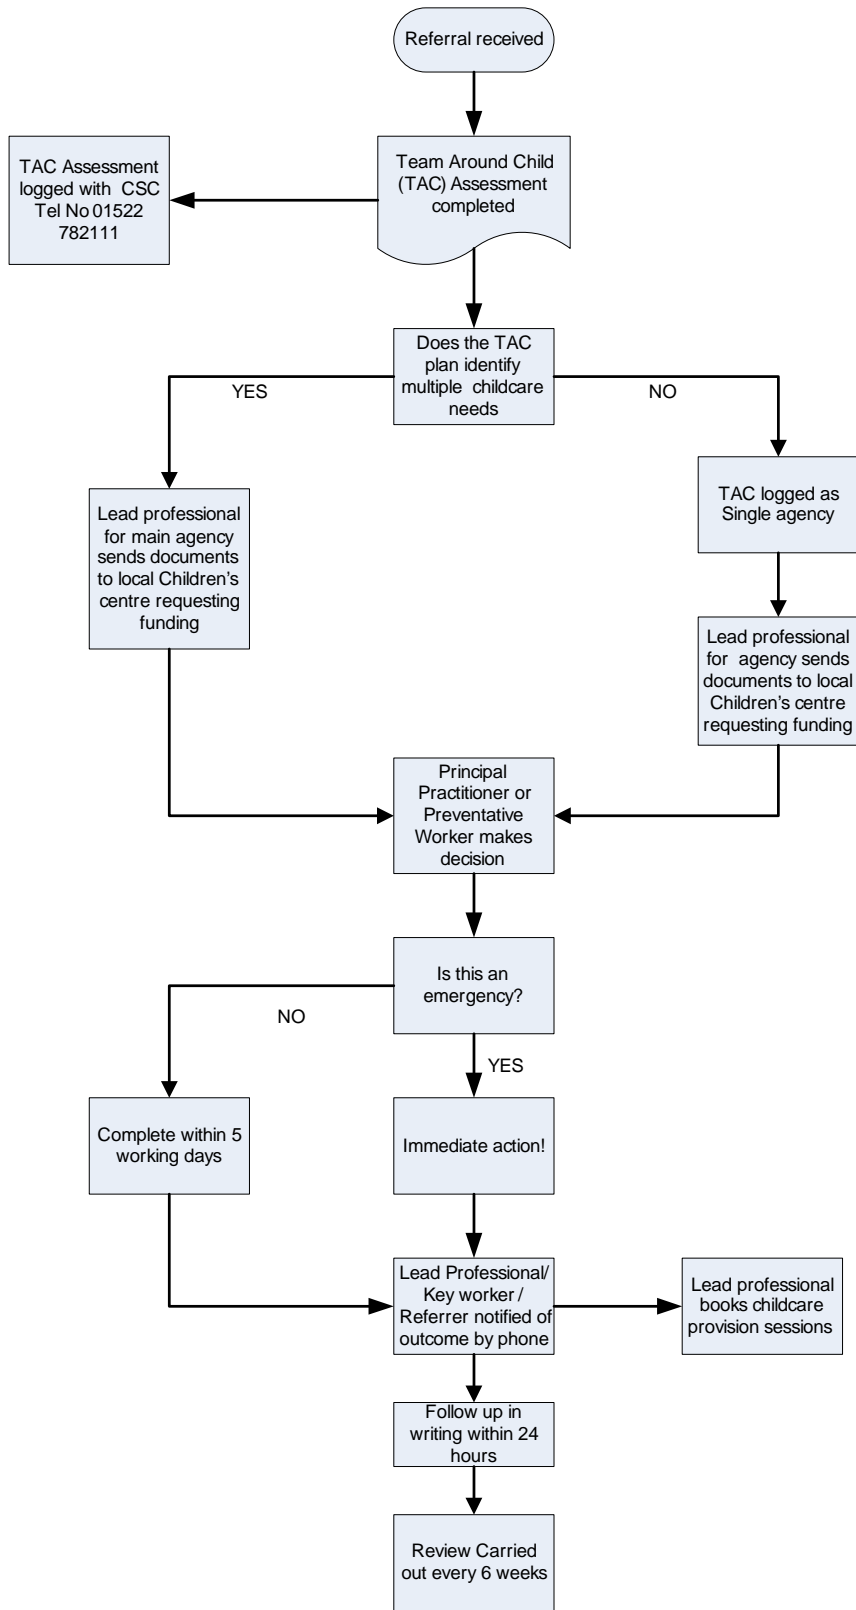 Referral received
Team Around Child
(TAC) Assessment
completed
TAC Assessment
logged with  CSC
Tel No 01522
782111
Does the TAC
plan identify
multiple  childcare
needs
YES
NO
Lead professional
for main agency
sends documents
to local Children’s
centre requesting
funding
TAC logged as
Single agency
Lead professional
for  agency sends
documents to local
Children’s centre
requesting funding
Principal
Practitioner or
Preventative
Worker makes
decision
Is this an
emergency?
NO
YES
Complete within 5
working days
Immediate action!
Lead Professional/
Key worker /
Referrer notified of
outcome by phone
Lead professional
books childcare
provision sessions
Follow up in
writing within 24
hours
Review Carried
out every 6 weeks